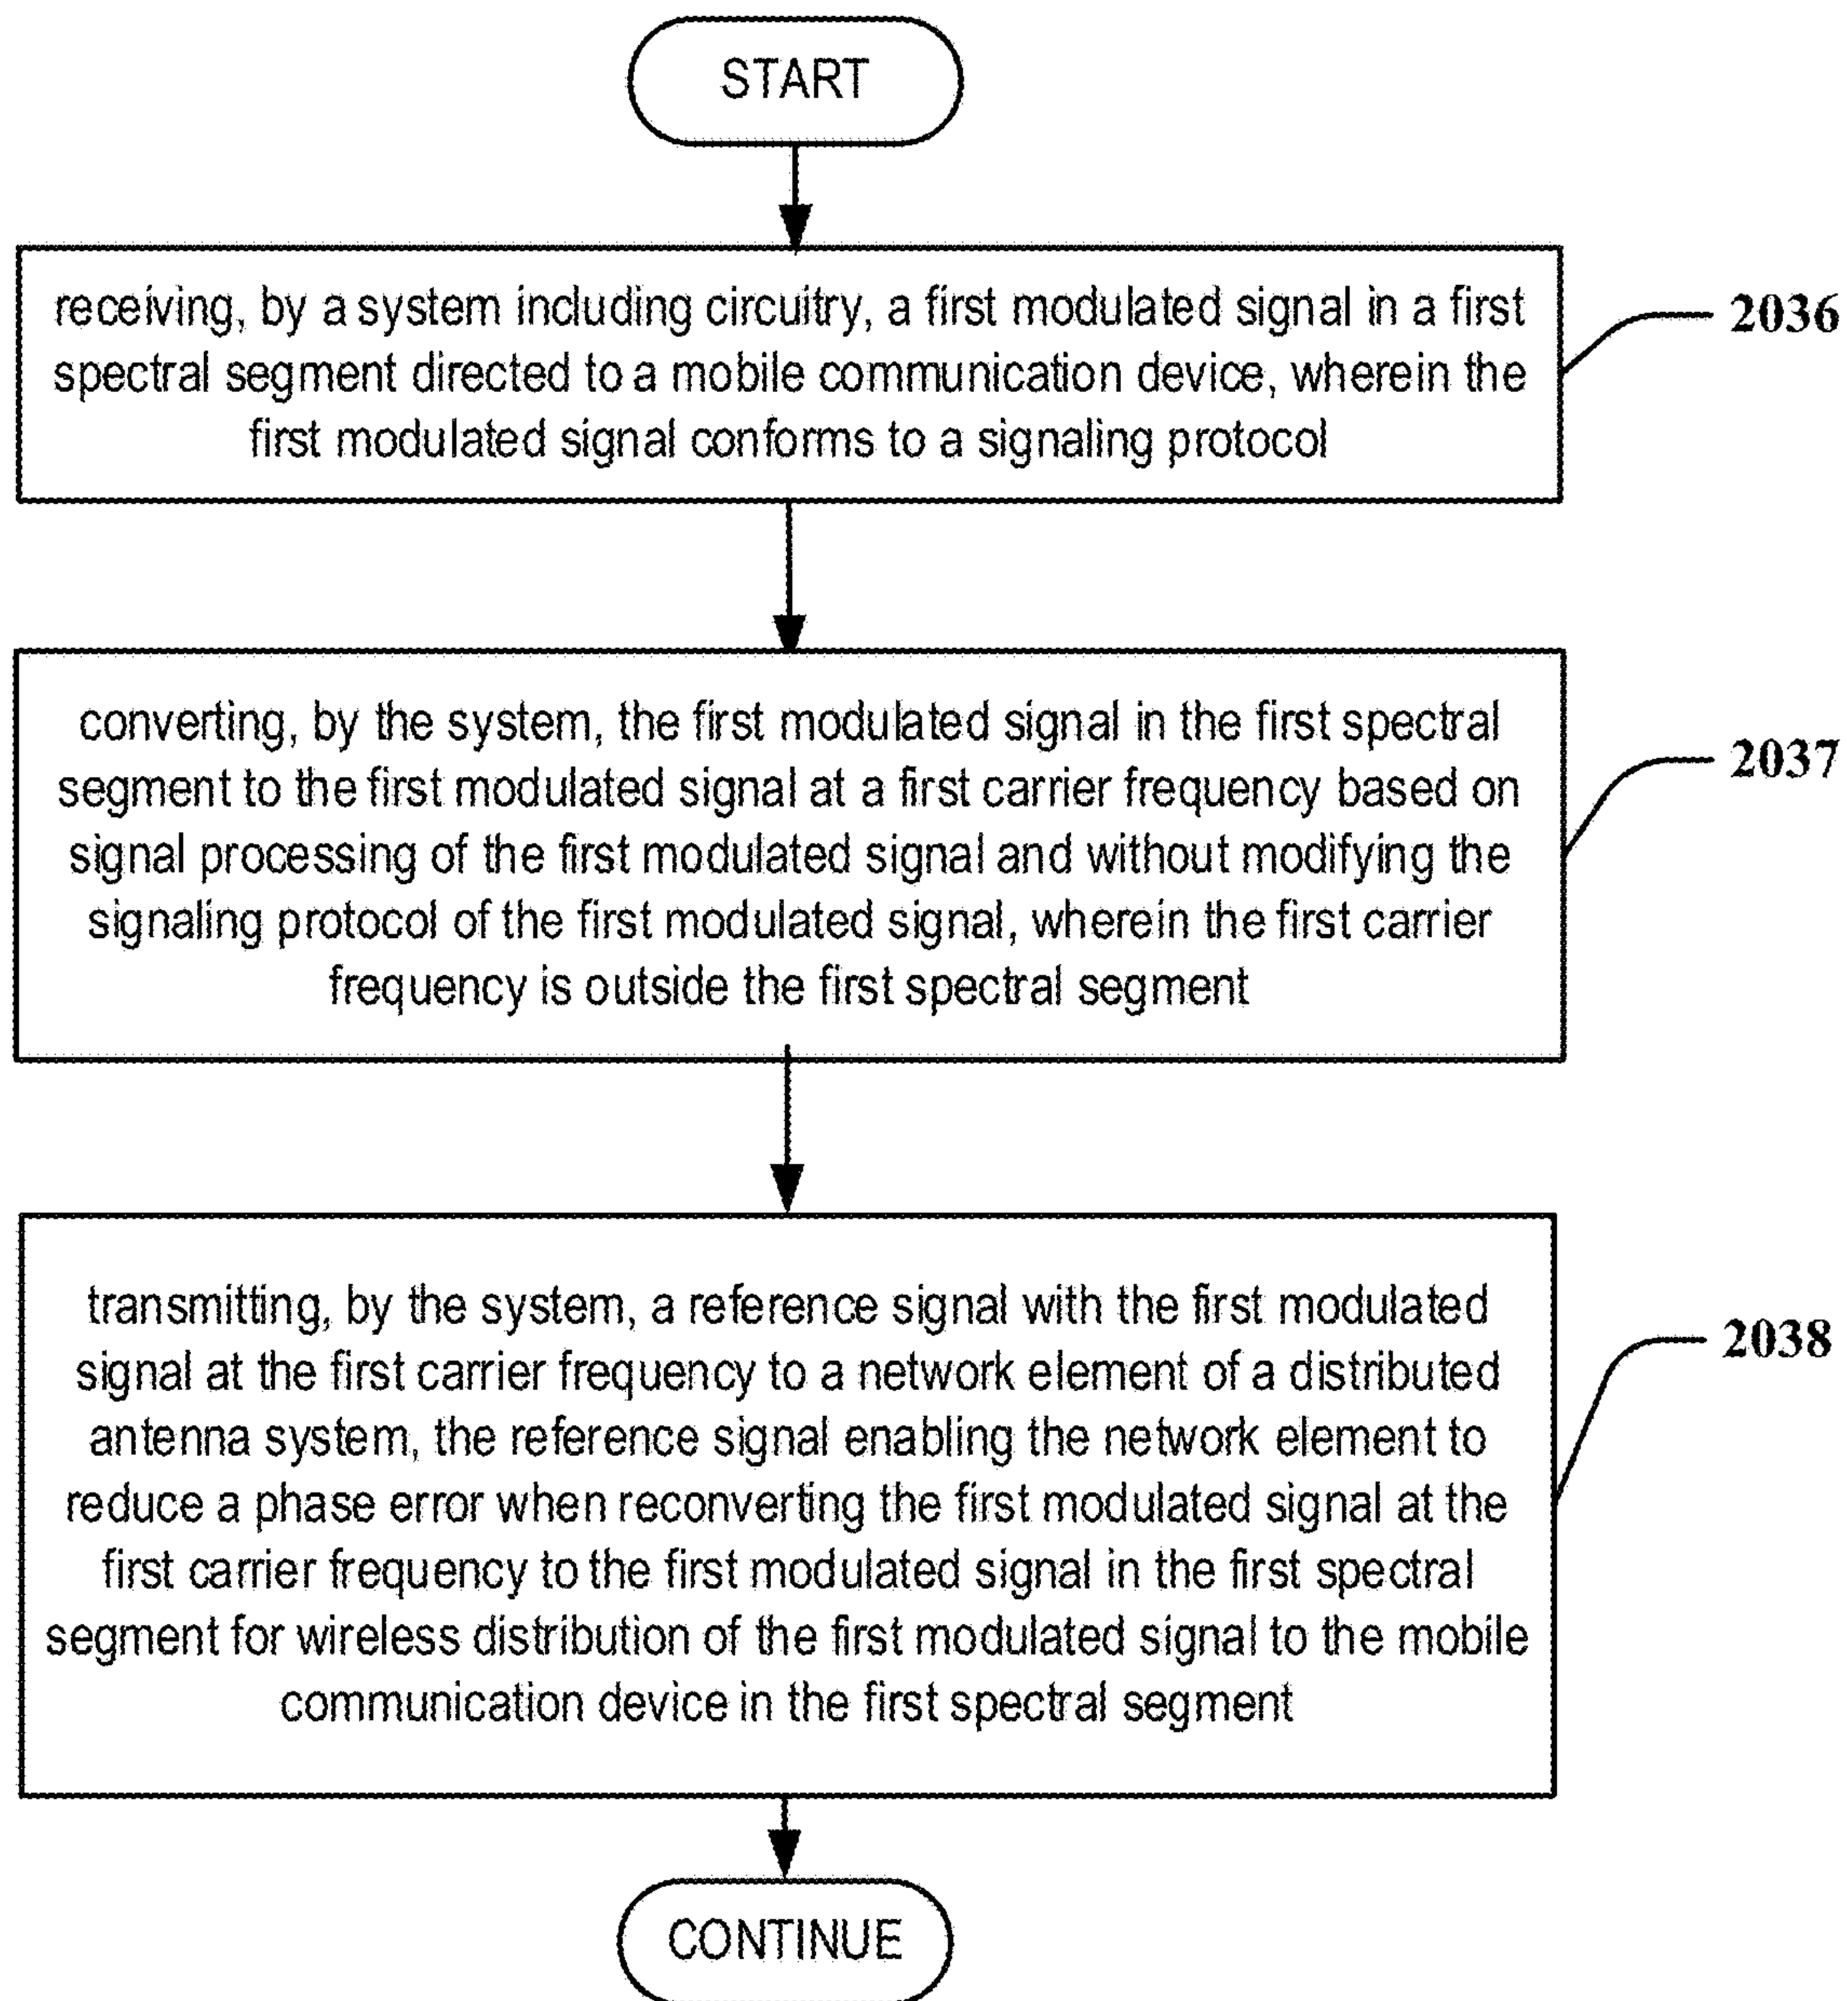 START
receiving, by a system including circuitry, a first modulated signal in a first
spectral segment directed to a mobile communication device, wherein the
first modulated signal conforms to a signaling protocol
2036
converting, by the system, the first modulated signal in the first spectral
segment to the first modulated signal at a first carrier frequency based on
signal processing of the first modulated signal and without modifying the
signaling protocol of the first modulated signal, wherein the first carrier
frequency is outside the first spectral segment
2037
transmitting, by the system, a reference signal with the first modulated
signal at the first carrier frequency to a network element of a distributed
antenna system, the reference signal enabling the network element to
reduce a phase error when reconverting the first modulated signal at the
first carrier frequency to the first modulated signal in the first spectral
segment for wireless distribution of the first modulated signal to the mobile
communication device in the first spectral segment
2038
CONTINUE